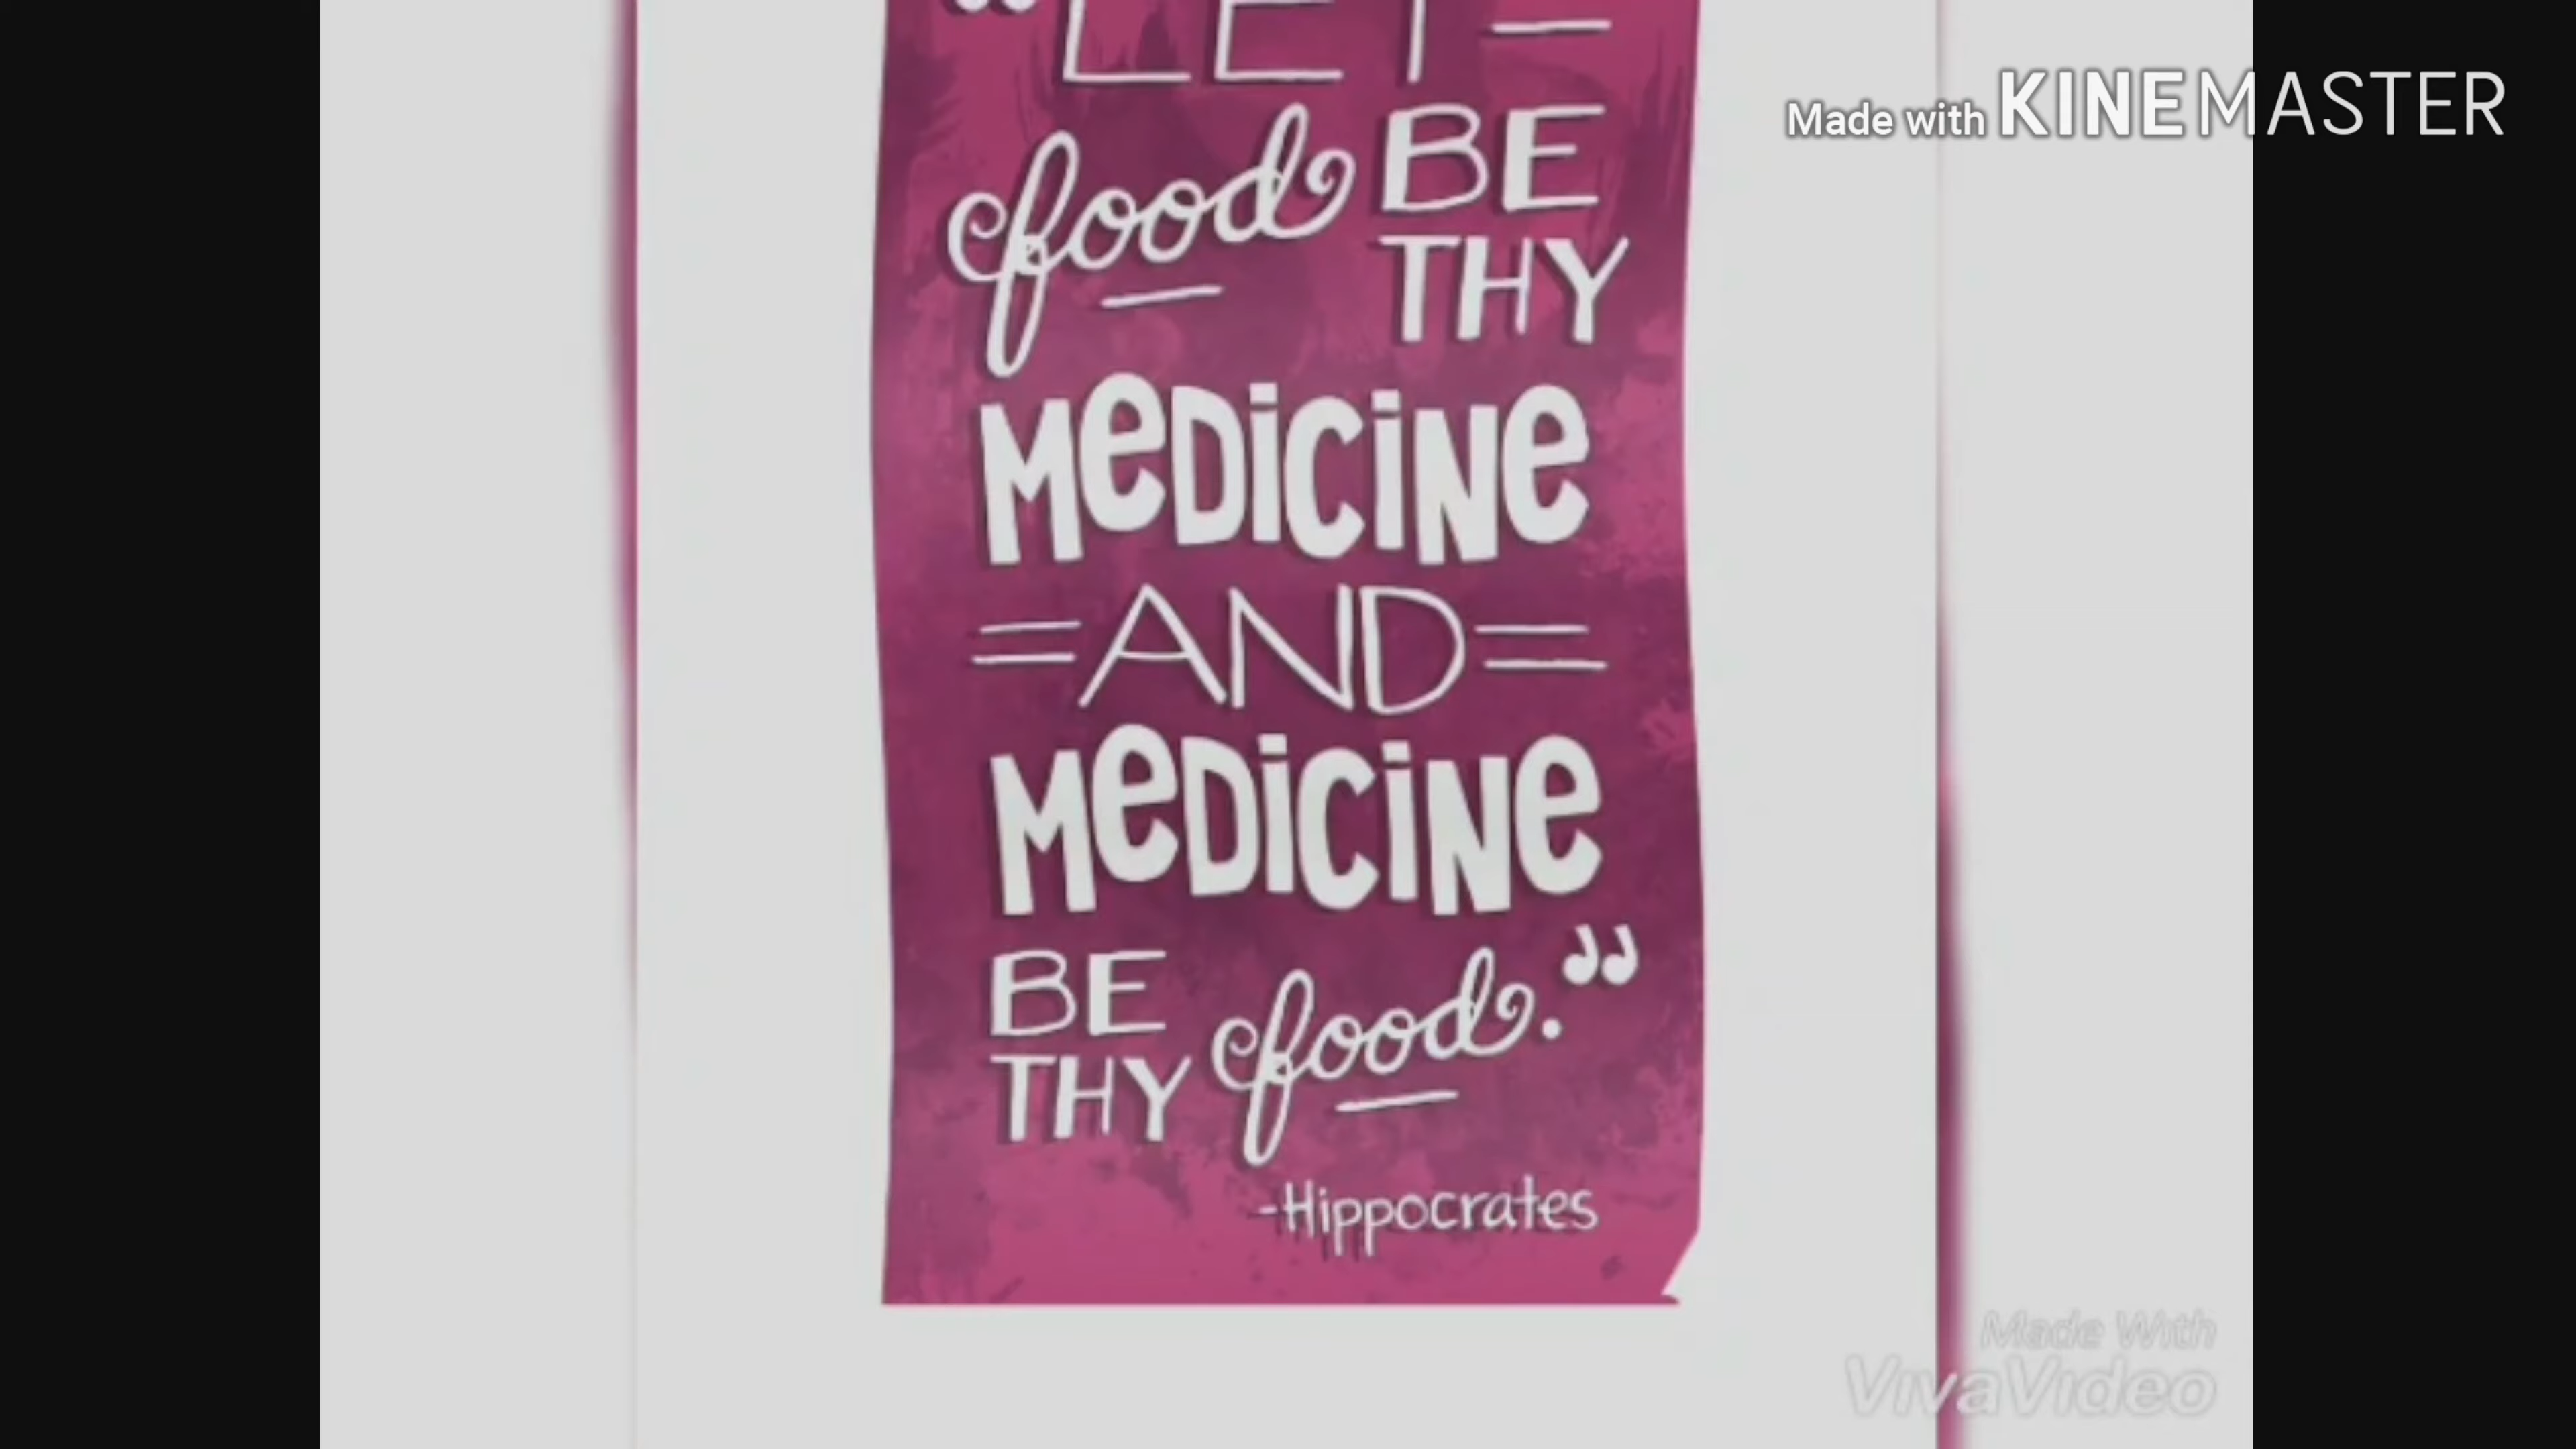 “LET
food BE
THY
MEDICINE
AND
MEDICINE
BE
THY food.”
-Hippocrates
Made with KINEMASTER
Made With
VivaVideo